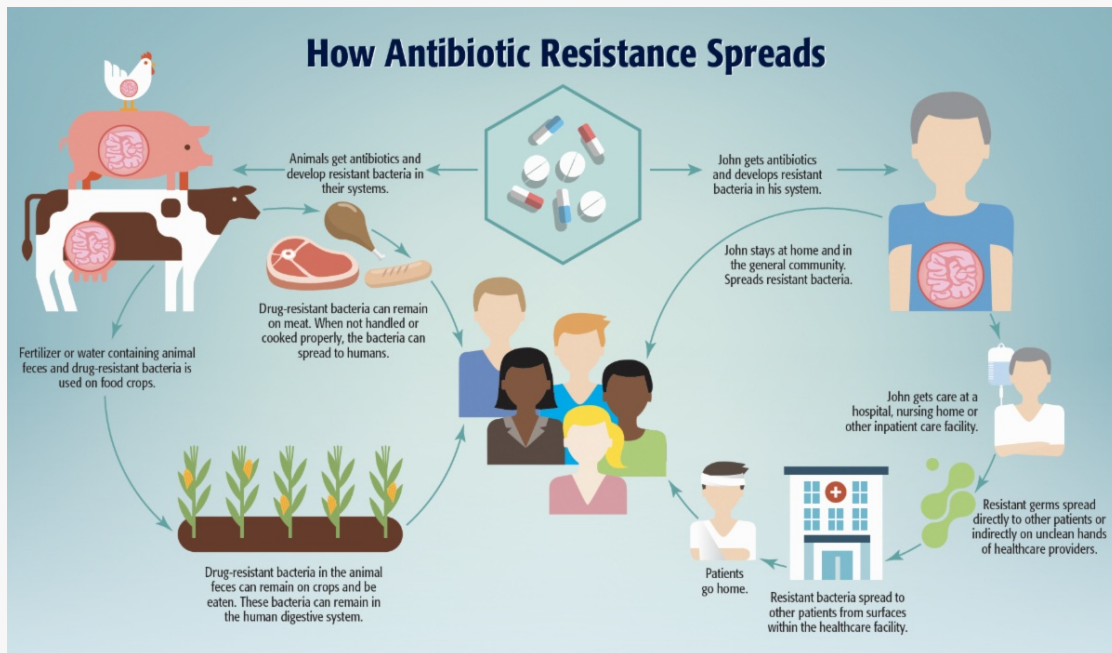 How Antibiotic Resistance Spreads
Animals get antibiotics and
develop resistant bacteria in
their systems.
Drug-resistant bacteria can remain
on meat. When not handled or
cooked properly, the bacteria can
spread to humans.
Fertilizer or water containing animal
feces and drug-resistant bacteria is
used on food crops.
Drug-resistant bacteria in the animal
feces can remain on crops and be
eaten. These bacteria can remain in
the human digestive system.
John gets antibiotics
and develops resistant
bacteria in his system.
John stays at home and in
the general community.
Spreads resistant bacteria.
John gets care at a
hospital, nursing home or
other inpatient care facility.
Resistant germs spread
directly to other patients or
indirectly on unclean hands
of healthcare providers.
Resistant bacteria spread to
other patients from surfaces
within the healthcare facility.
Patients
go home.